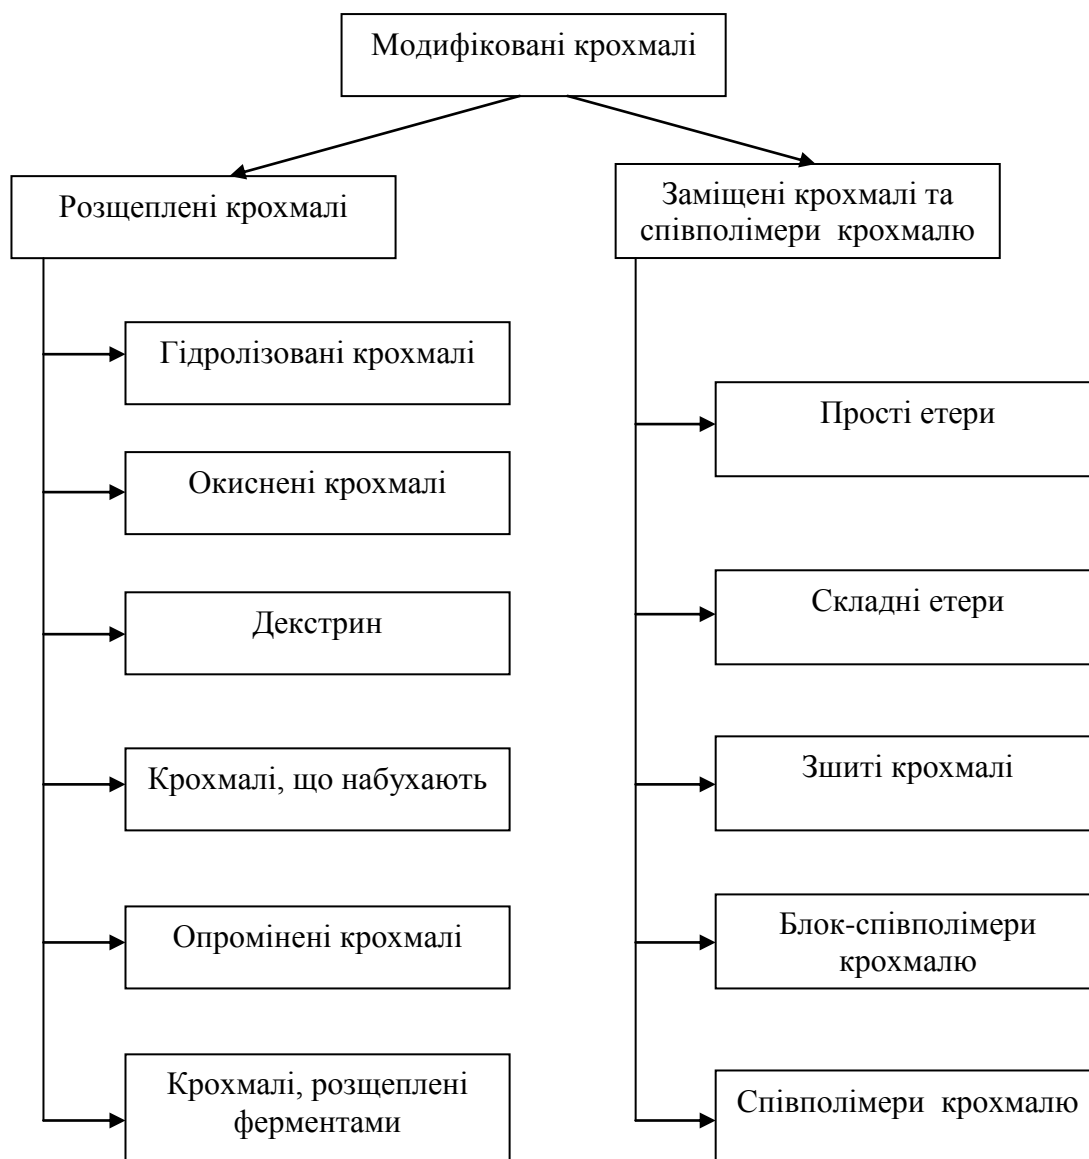 Модифіковані крохмалі
Розщеплені крохмалі
Заміщені крохмалі та
співполімери крохмалю
Гідролізовані крохмалі
Окиснені крохмалі
Декстрин
Крохмалі, що набухають
Опромінені крохмалі
Крохмалі, розщеплені
ферментами
Прості етери
Складні етери
Зшиті крохмалі
Блок-співполімери
крохмалю
Співполімери крохмалю